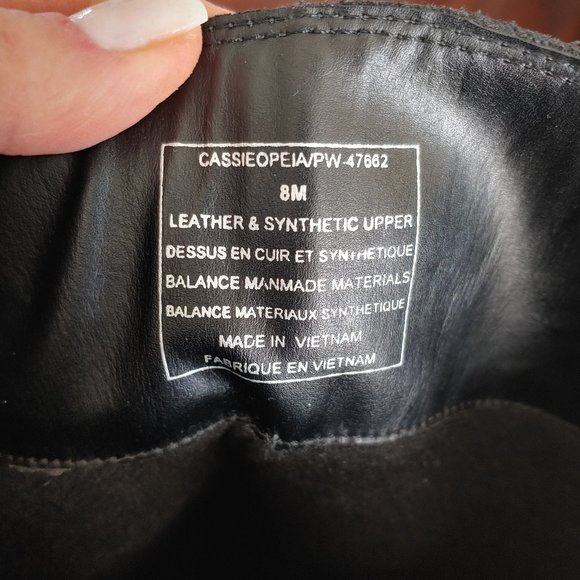 CASSIEOPEIA/PW-47662
8M
LEATHER & SYNTHETIC UPPER
DESSUS EN CUIR ET SYNTHETIQUE
BALANCE MANMADE MATERIALS
BALANCE MATERIAUX SYNTHETIQUE
MADE IN VIETNAM
FABRIQUE EN VIETNAM